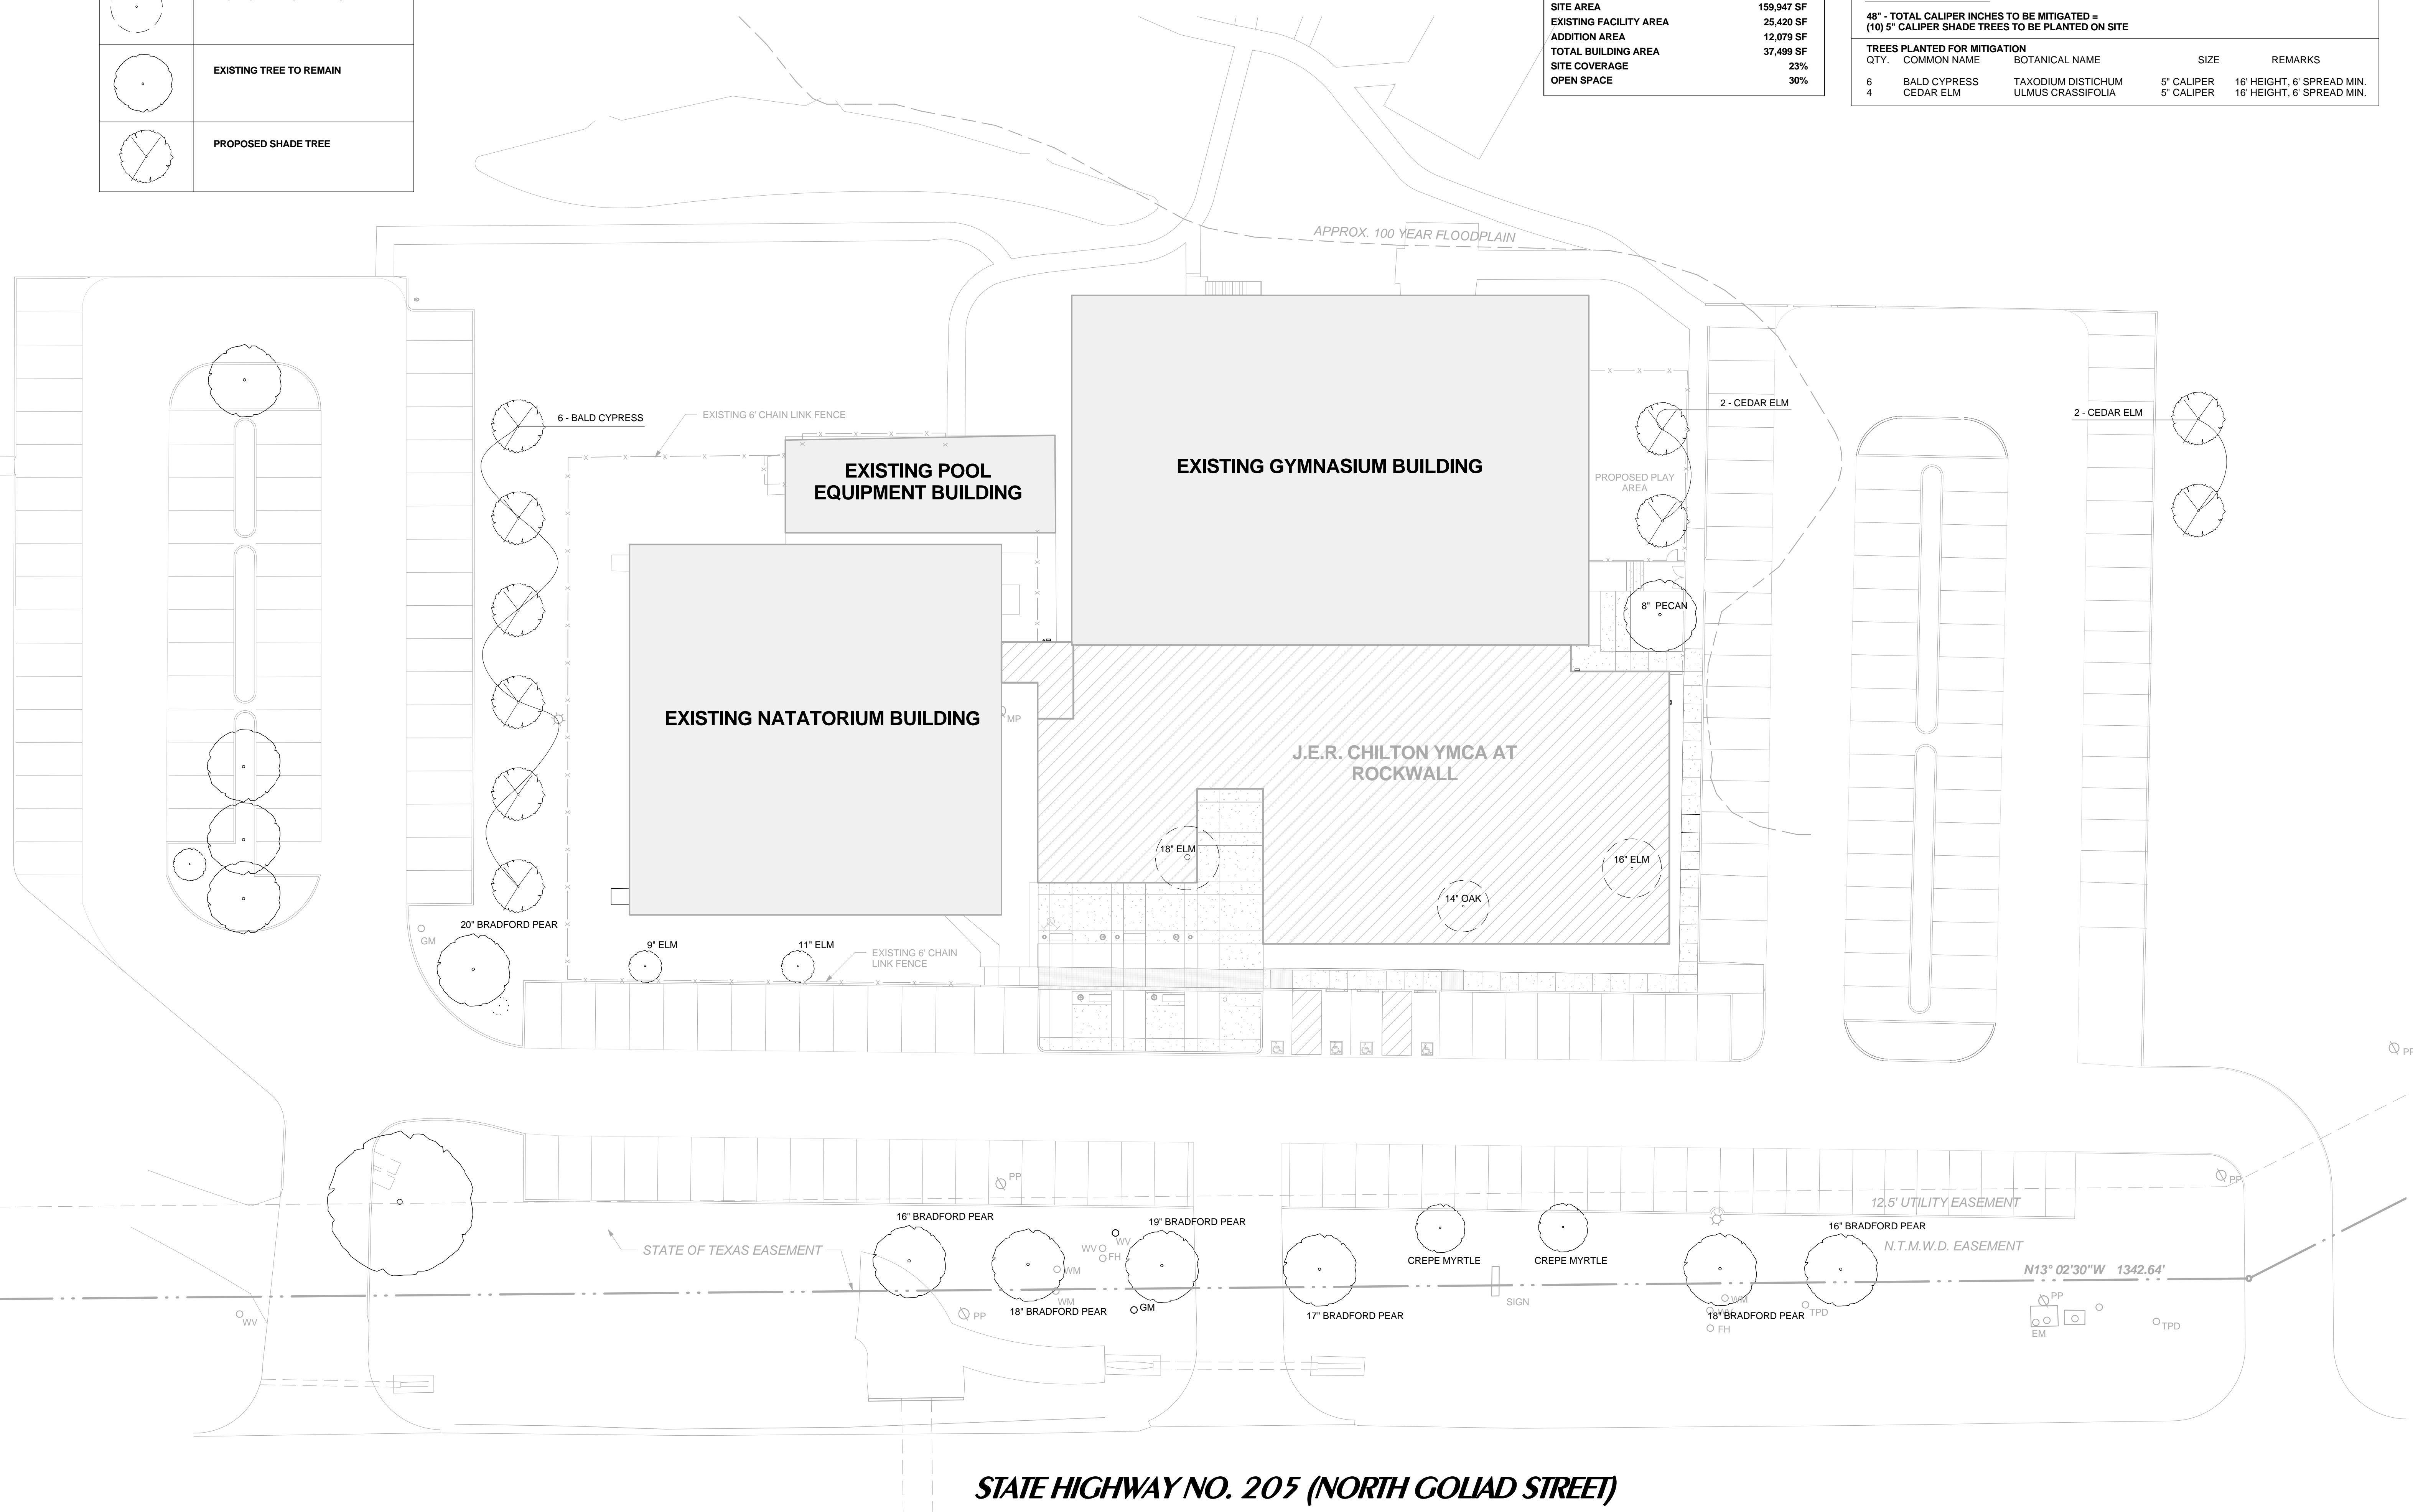 EXISTING TREE TO REMAIN
PROPOSED SHADE TREE
SITE AREA 159,947 SF
EXISTING FACILITY AREA 25,420 SF
ADDITION AREA 12,079 SF
TOTAL BUILDING AREA 37,499 SF
SITE COVERAGE 23%
OPEN SPACE 30%
48" - TOTAL CALIPER INCHES TO BE MITIGATED =
(10) 5" CALIPER SHADE TREES TO BE PLANTED ON SITE
TREES PLANTED FOR MITIGATION
QTY. COMMON NAME BOTANICAL NAME SIZE REMARKS
6 BALD CYPRESS TAXODIUM DISTICHUM 5" CALIPER 16' HEIGHT, 6' SPREAD MIN.
4 CEDAR ELM ULMUS CRASSIFOLIA 5" CALIPER 16' HEIGHT, 6' SPREAD MIN.
APPROX. 100 YEAR FLOODPLAIN
6 - BALD CYPRESS
EXISTING 6' CHAIN LINK FENCE
2 - CEDAR ELM
2 - CEDAR ELM
EXISTING POOL
EQUIPMENT BUILDING
EXISTING GYMNASIUM BUILDING
PROPOSED PLAY
AREA
8" PECAN
EXISTING NATATORIUM BUILDING
MP
J.E.R. CHILTON YMCA AT
ROCKWALL
18" ELM
16" ELM
14" OAK
20" BRADFORD PEAR
GM
9" ELM
11" ELM
EXISTING 6' CHAIN
LINK FENCE
PP
PP
PP
12.5' UTILITY EASEMENT
16" BRADFORD PEAR
19" BRADFORD PEAR
16" BRADFORD PEAR
STATE OF TEXAS EASEMENT
WV
WV
FH
WM
N.T.M.W.D. EASEMENT
CREPE MYRTLE
CREPE MYRTLE
N13° 02'30"W 1342.64'
WM
GM
18" BRADFORD PEAR
PP
17" BRADFORD PEAR
SIGN
WM
18" BRADFORD PEAR
TPD
FH
PP
EM
TPD
WV
STATE HIGHWAY NO. 205 (NORTH GOLIAD STREET)